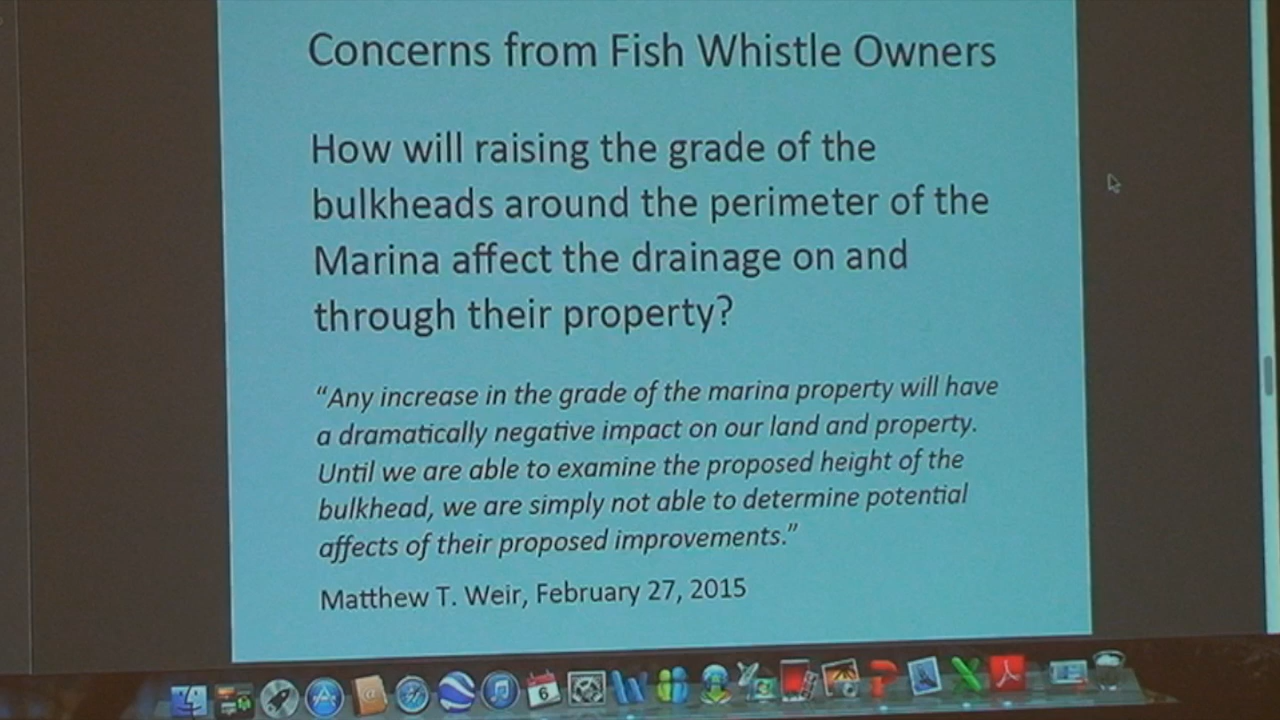 Concerns from Fish Whistle Owners
How will raising the grade of the
bulkheads around the perimeter of the
Marina affect the drainage on and
through their property?
“Any increase in the grade of the marina property will have
a dramatically negative impact on our land and property.
Until we are able to examine the proposed height of the
bulkhead, we are simply not able to determine potential
affects of their proposed improvements.”
Matthew T. Weir, February 27, 2015
6